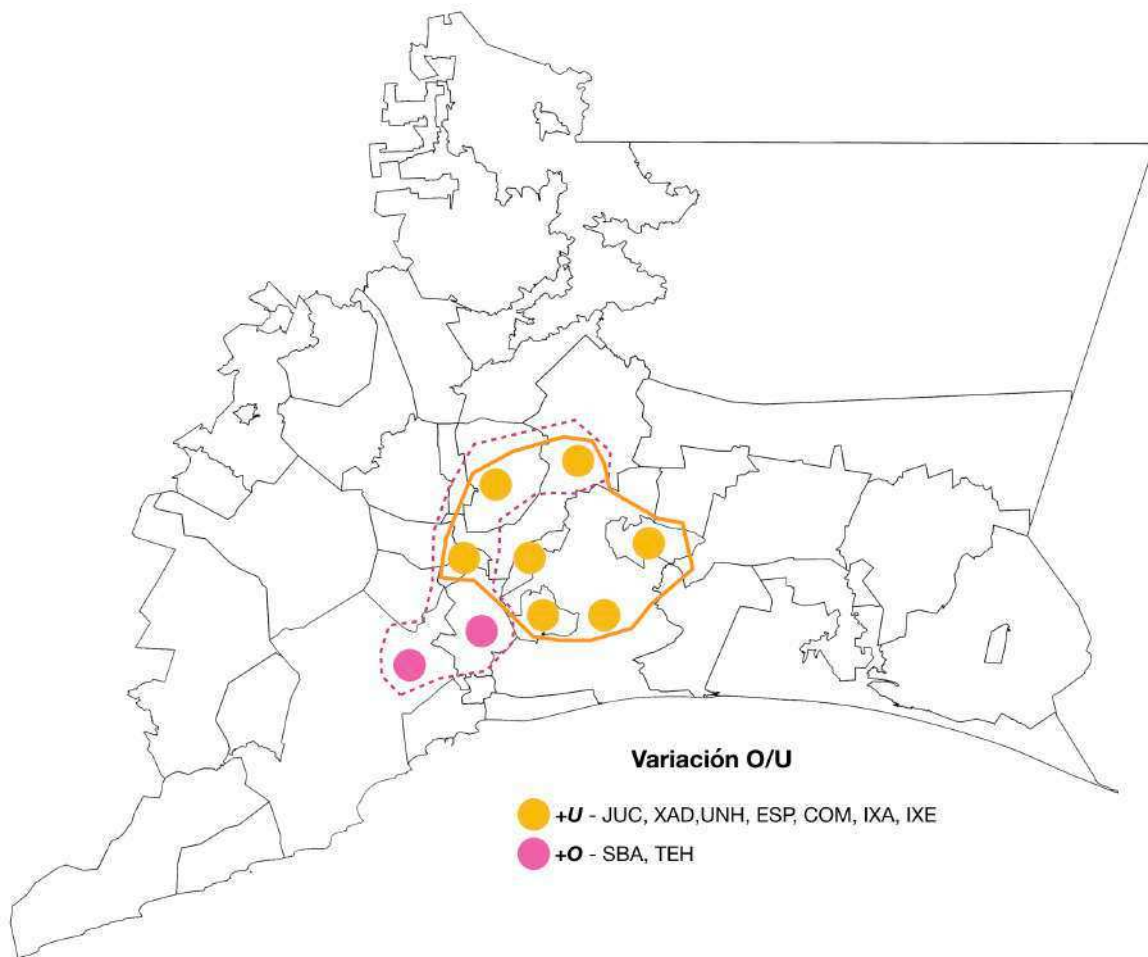 Variación O/U
+U - JUC, XAD,UNH, ESP, COM, IXA, IXE
+O - SBA, TEH